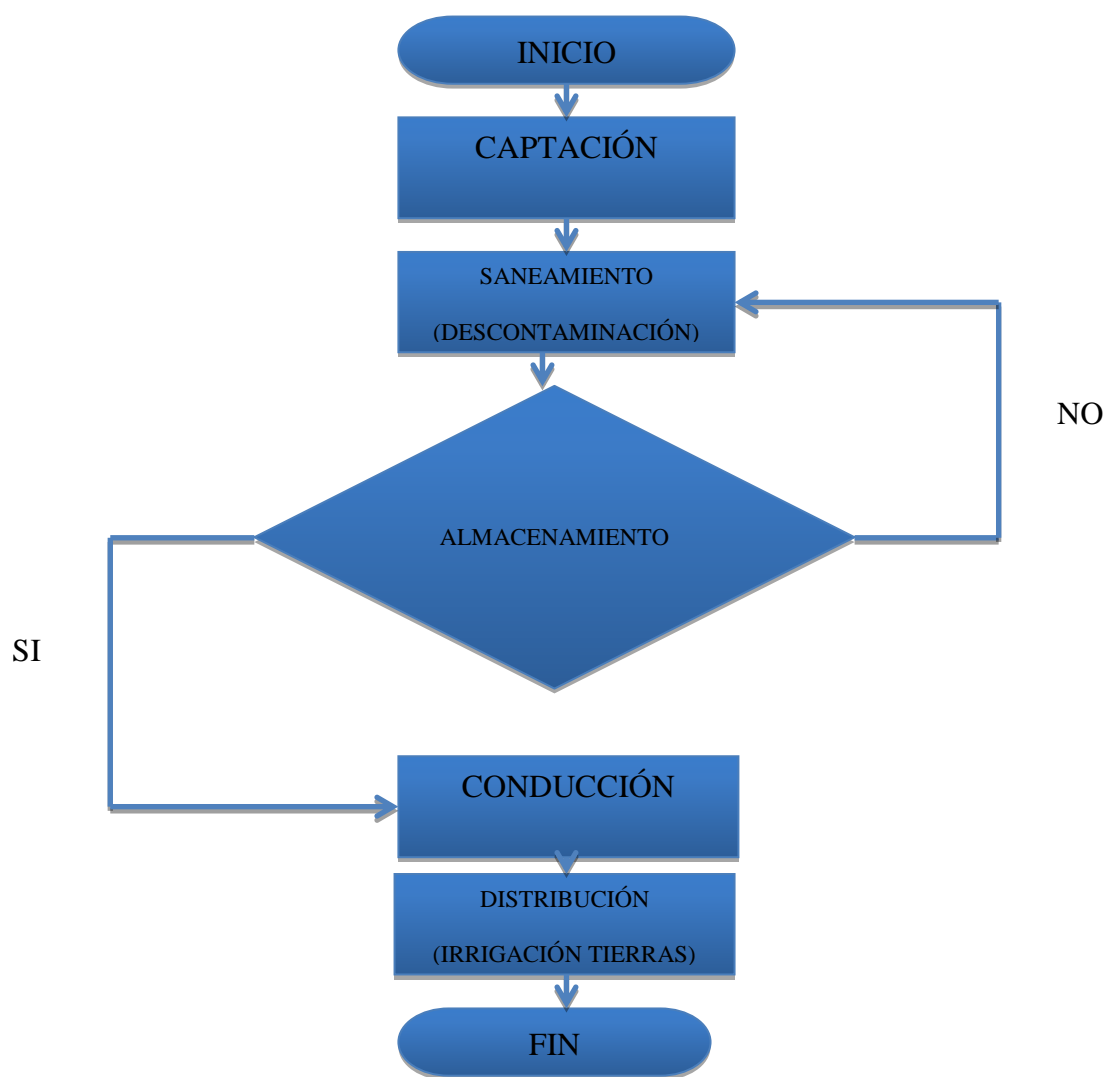 INICIO
CAPTACIÓN
SANEAMIENTO
(DESCONTAMINACIÓN)
NO
ALMACENAMIENTO
SI
CONDUCCIÓN
DISTRIBUCIÓN
(IRRIGACIÓN TIERRAS)
FIN